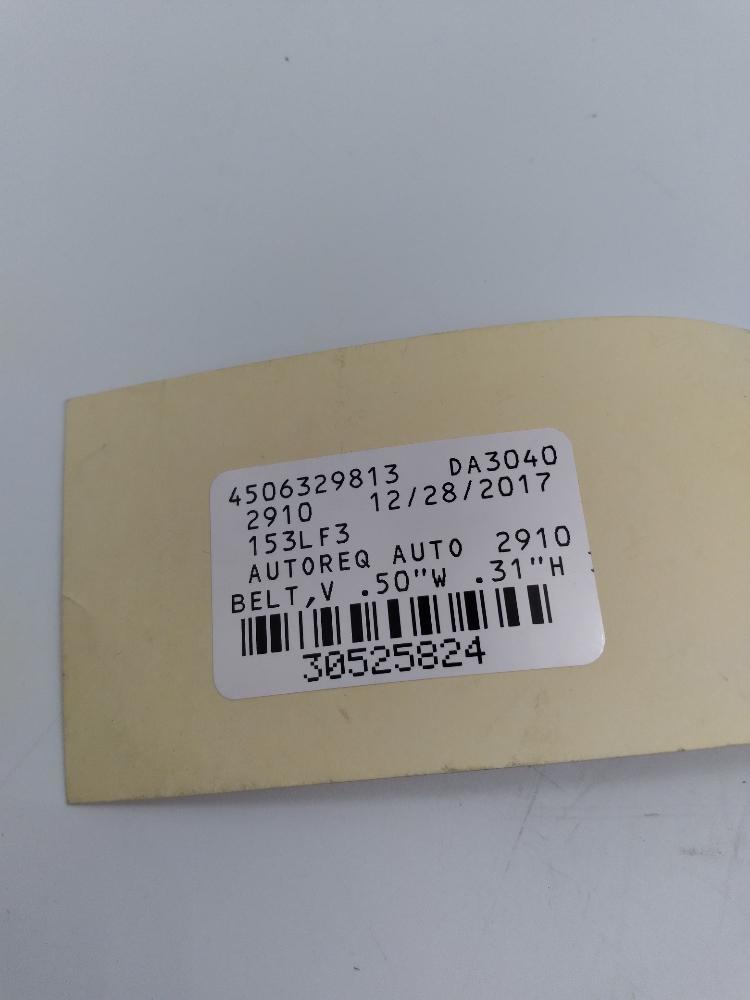 4506329813 DA3040
2910 12/28/2017
153LF3
AUTOREQ AUTO 2910
BELT,V .50"W .31"H
30525824